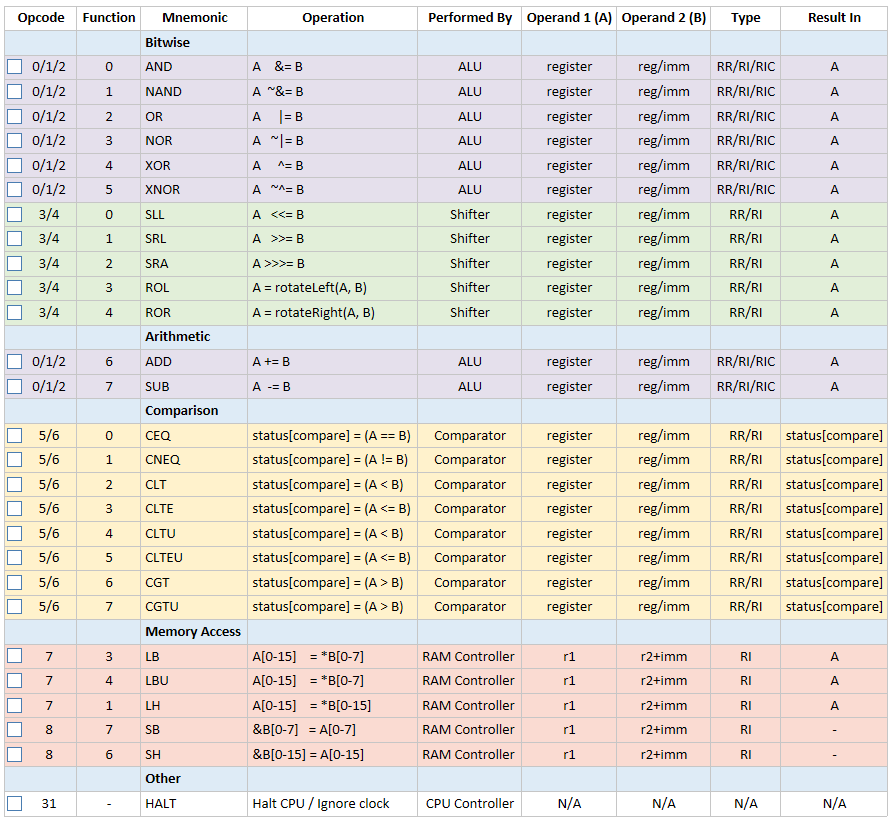 Opcode Function Mnemonic Operation Performed By Operand 1 (A) Operand 2 (B) Type Result In
Bitwise
0/1/2 0 AND A &= B ALU register reg/imm RR/RI/RIC A
0/1/2 1 NAND A ~&= B ALU register reg/imm RR/RI/RIC A
0/1/2 2 OR A |= B ALU register reg/imm RR/RI/RIC A
0/1/2 3 NOR A ~|= B ALU register reg/imm RR/RI/RIC A
0/1/2 4 XOR A ^= B ALU register reg/imm RR/RI/RIC A
0/1/2 5 XNOR A ~^= B ALU register reg/imm RR/RI/RIC A
3/4 0 SLL A <<= B Shifter register reg/imm RR/RI A
3/4 1 SRL A >>= B Shifter register reg/imm RR/RI A
3/4 2 SRA A >>>= B Shifter register reg/imm RR/RI A
3/4 3 ROL A = rotateLeft(A, B) Shifter register reg/imm RR/RI A
3/4 4 ROR A = rotateRight(A, B) Shifter register reg/imm RR/RI A
Arithmetic
0/1/2 6 ADD A += B ALU register reg/imm RR/RI/RIC A
0/1/2 7 SUB A -= B ALU register reg/imm RR/RI/RIC A
Comparison
5/6 0 CEQ status[compare] = (A == B) Comparator register reg/imm RR/RI status[compare]
5/6 1 CNEQ status[compare] = (A != B) Comparator register reg/imm RR/RI status[compare]
5/6 2 CLT status[compare] = (A < B) Comparator register reg/imm RR/RI status[compare]
5/6 3 CLTE status[compare] = (A <= B) Comparator register reg/imm RR/RI status[compare]
5/6 4 CLTU status[compare] = (A < B) Comparator register reg/imm RR/RI status[compare]
5/6 5 CLTEU status[compare] = (A <= B) Comparator register reg/imm RR/RI status[compare]
5/6 6 CGT status[compare] = (A > B) Comparator register reg/imm RR/RI status[compare]
5/6 7 CGTU status[compare] = (A > B) Comparator register reg/imm RR/RI status[compare]
Memory Access
7 3 LB A[0-15] = *B[0-7] RAM Controller r1 r2+imm RI A
7 4 LBU A[0-15] = *B[0-7] RAM Controller r1 r2+imm RI A
7 1 LH A[0-15] = *B[0-15] RAM Controller r1 r2+imm RI A
8 7 SB &B[0-7] = A[0-7] RAM Controller r1 r2+imm RI -
8 6 SH &B[0-15] = A[0-15] RAM Controller r1 r2+imm RI -
Other
31 - HALT Halt CPU / Ignore clock CPU Controller N/A N/A N/A N/A